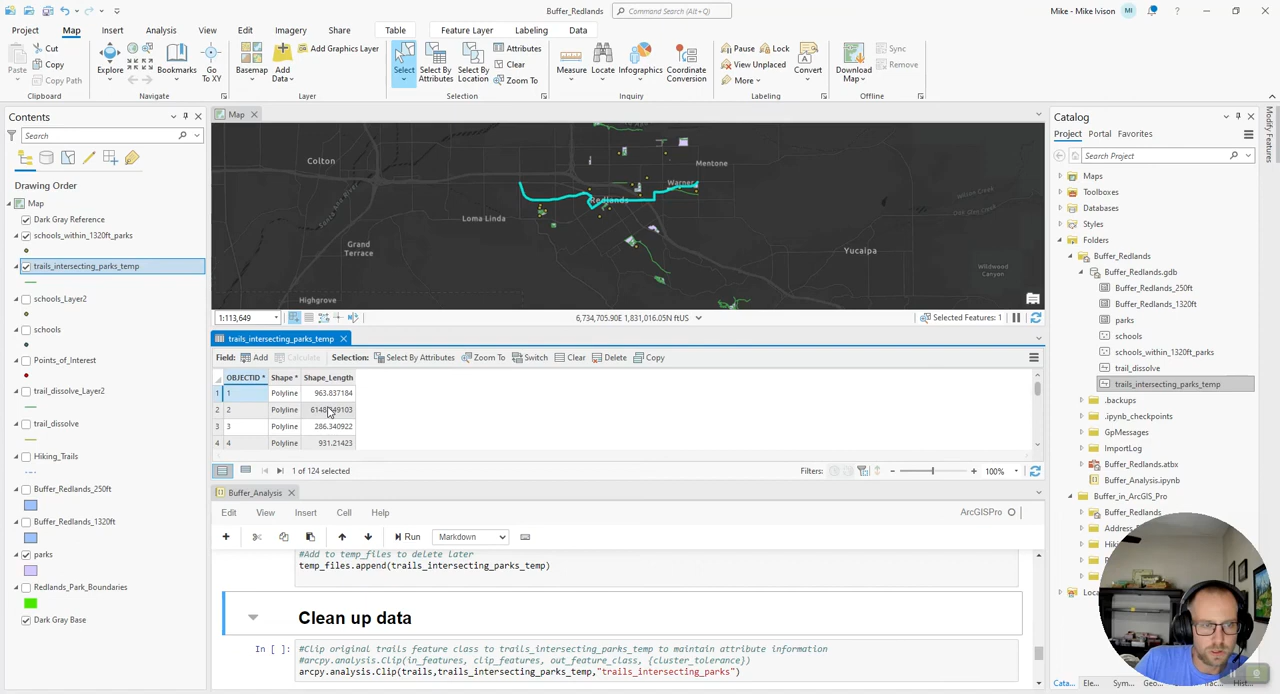 Buffer_Redlands
Command Search (Alt+Q)
Mike - Mike Ivison
MI
?
Project
Map
Insert
Analysis
View
Edit
Imagery
Share
Table
Feature Layer
Labeling
Data
Paste
Cut
Copy
Copy Path
Clipboard
Explore
Bookmarks
Go To XY
Navigate
Basemap
Add Data
Add Graphics Layer
Layer
Select
Select By Attributes
Select By Location
Attributes
Clear
Zoom To
Selection
Measure
Locate
Infographics
Coordinate Conversion
Inquiry
Pause
Lock
View Unplaced
More
Convert
Labeling
Download Map
Sync
Remove
Offline
Contents
Search
Drawing Order
Map
Dark Gray Reference
schools_within_1320ft_parks
trails_intersecting_parks_temp
schools_Layer2
schools
Points_of_Interest
trail_dissolve_Layer2
trail_dissolve
Hiking_Trails
Buffer_Redlands_250ft
Buffer_Redlands_1320ft
parks
Redlands_Park_Boundaries
Dark Gray Base
Map
Colton
Mentone
Warner
Redlands
Loma Linda
Grand Terrace
Yucaipa
Highgrove
1:113,649
6,734,705.90E 1,831,016.05N ftUS
Selected Features: 1
trails_intersecting_parks_temp
Field:
Add
Calculate
Selection:
Select By Attributes
Zoom To
Switch
Clear
Delete
Copy
OBJECTID *
Shape *
Shape_Length
1 1 Polyline 963.837184
2 2 Polyline
3 3 Polyline 286.340922
4 4 Polyline 931.21423
1 of 124 selected
Filters:
100%
Buffer_Analysis
Edit
View
Insert
Cell
Help
ArcGISPro
Run
Markdown
#Add to temp_files to delete later
temp_files.append(trails_intersecting_parks_temp)
Clean up data
In [ ]:
#Clip original trails feature class to trails_intersecting_parks_temp to maintain attribute information
#arcpy.analysis.Clip(in_features, clip_features, out_feature_class, {cluster_tolerance})
arcpy.analysis.Clip(trails,trails_intersecting_parks_temp,"trails_intersecting_parks")
Catalog
Project
Portal
Favorites
Search Project
Maps
Toolboxes
Databases
Styles
Folders
Buffer_Redlands
Buffer_Redlands.gdb
Buffer_Redlands_250ft
Buffer_Redlands_1320ft
parks
schools
schools_within_1320ft_parks
trail_dissolve
trails_intersecting_parks_temp
.backups
.ipynb_checkpoints
GpMessages
ImportLog
Buffer_Redlands.atbx
Buffer_Analysis.ipynb
Buffer_in_ArcGIS_Pro
Modify Features
Cata...
Ele...